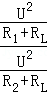 U²
R₁+R_L
U²
R₂+R_L